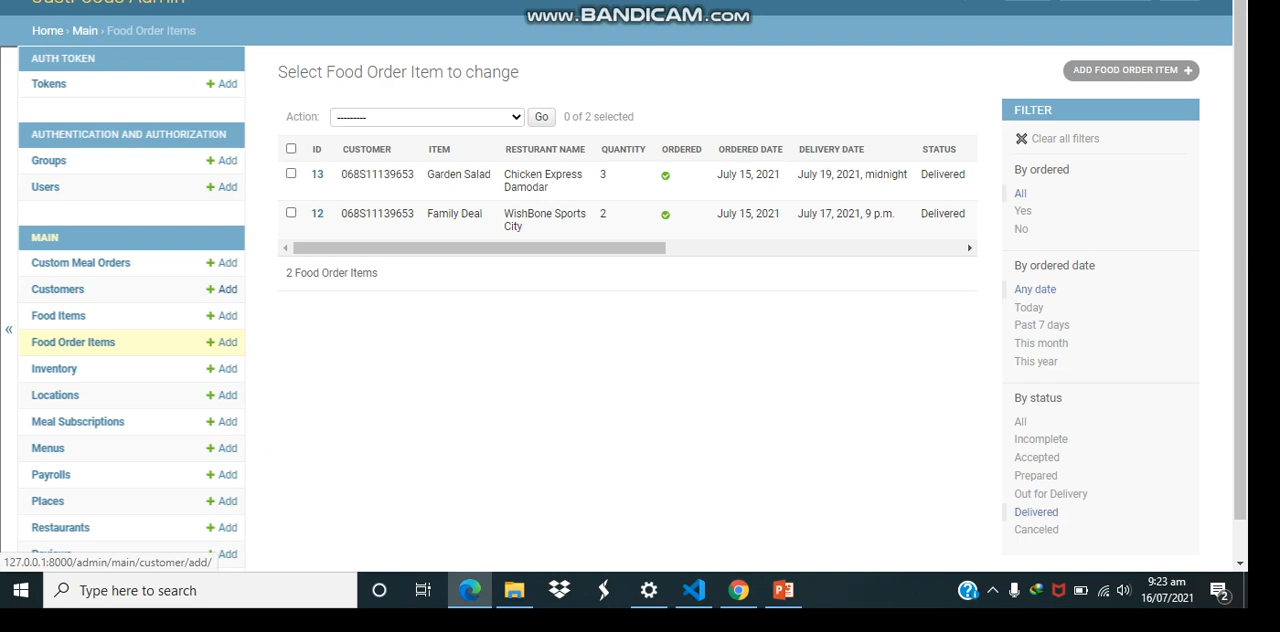 www.BANDICAM.com
Home › Main › Food Order Items
AUTH TOKEN
Tokens + Add
AUTHENTICATION AND AUTHORIZATION
Groups + Add
Users + Add
MAIN
Custom Meal Orders + Add
Customers + Add
Food Items + Add
Food Order Items + Add
Inventory + Add
Locations + Add
Meal Subscriptions + Add
Menus + Add
Payrolls + Add
Places + Add
Restaurants + Add
+ Add
«
Select Food Order Item to change
ADD FOOD ORDER ITEM +
Action: --------- Go 0 of 2 selected
ID CUSTOMER ITEM RESTURANT NAME QUANTITY ORDERED ORDERED DATE DELIVERY DATE STATUS
13 068S11139653 Garden Salad Chicken Express 3 July 15, 2021 July 19, 2021, midnight Delivered
Damodar
12 068S11139653 Family Deal WishBone Sports 2 July 15, 2021 July 17, 2021, 9 p.m. Delivered
City
2 Food Order Items
FILTER
Clear all filters
By ordered
All
Yes
No
By ordered date
Any date
Today
Past 7 days
This month
This year
By status
All
Incomplete
Accepted
Prepared
Out for Delivery
Delivered
Canceled
127.0.0.1:8000/admin/main/customer/add/
Type here to search
9:23 am
16/07/2021
2